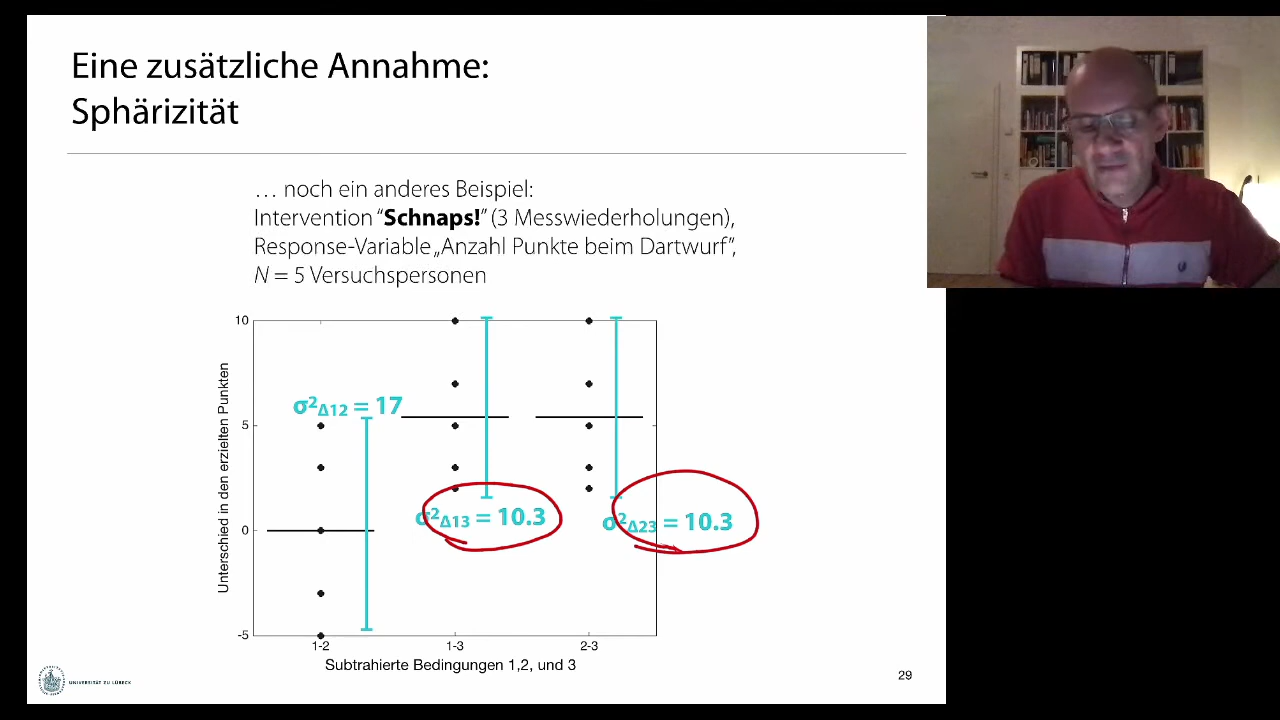 Eine zusätzliche Annahme:
Sphärizität
… noch ein anderes Beispiel:
Intervention “Schnaps!” (3 Messwiederholungen),
Response-Variable „Anzahl Punkte beim Dartwurf”,
N = 5 Versuchspersonen
Unterschied in den erzielten Punkten
10
5
0
-5
σ²Δ12 = 17
σ²Δ13 = 10.3
σ²Δ23 = 10.3
1-2
1-3
2-3
Subtrahierte Bedingungen 1,2, und 3
UNIVERSITÄT ZU LÜBECK
29